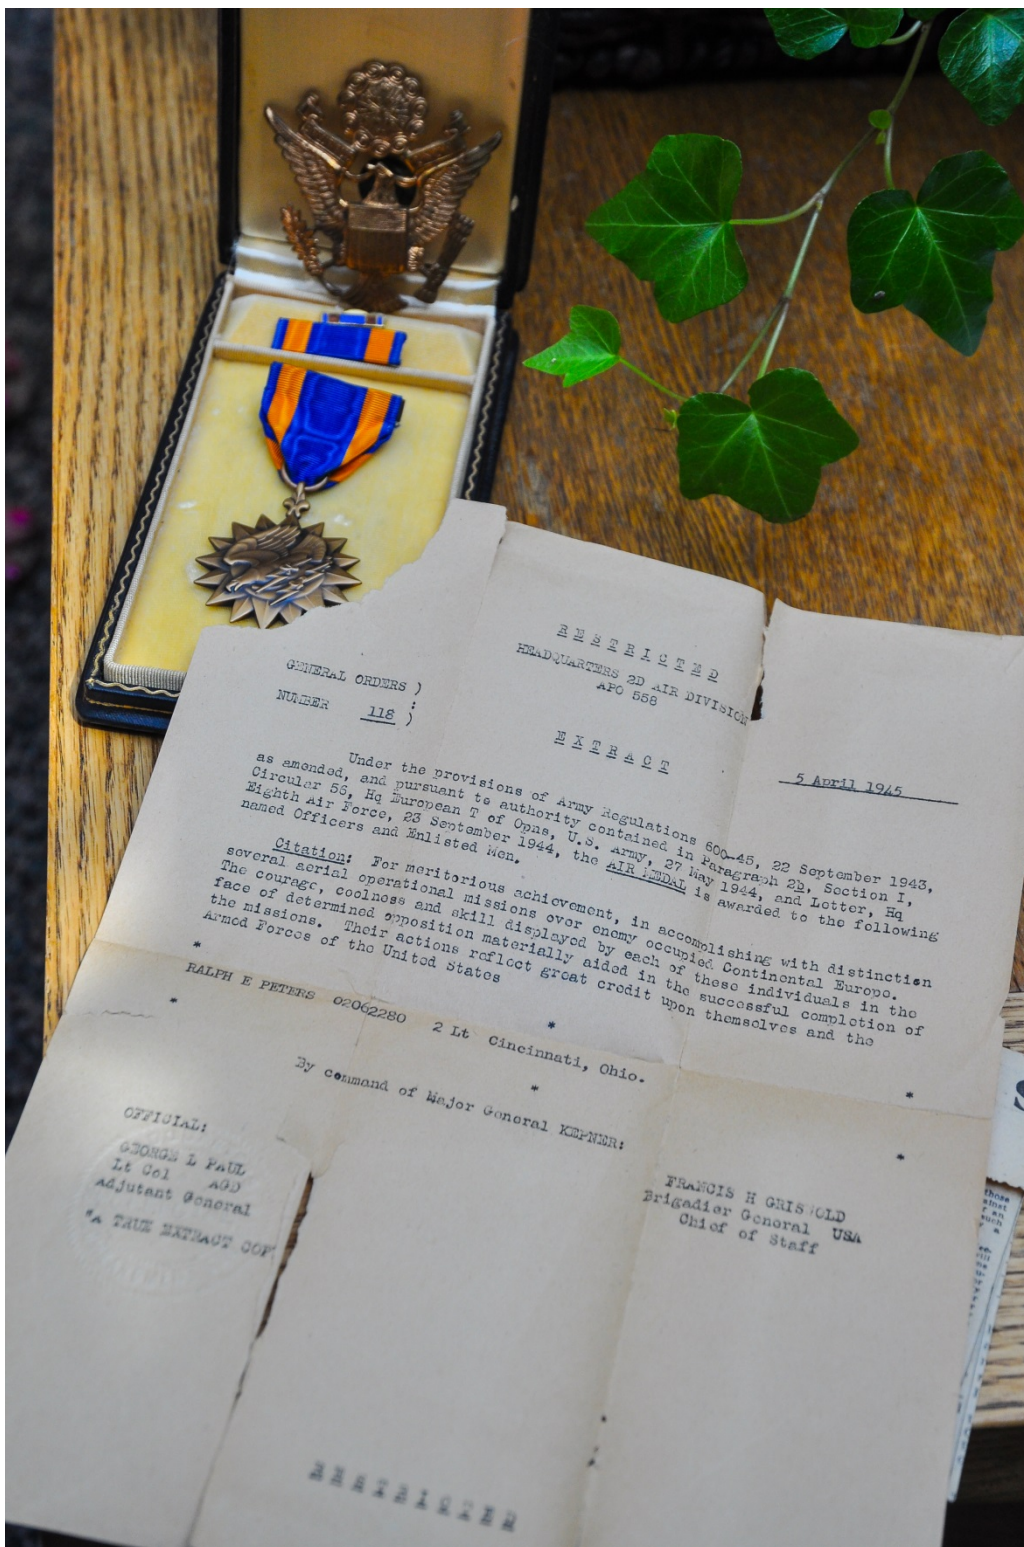 R E S T R I C T E D
HEADQUARTERS 2D AIR DIVISION
APO 558
GENERAL ORDERS )
:
NUMBER 118 )
E X T R A C T
5 April 1945
Under the provisions of Army Regulations 600-45, 22 September 1943,
as amended, and pursuant to authority contained in Paragraph 2b, Section I,
Circular 56, Hq European T of Opns, U.S. Army, 27 May 1944, and Letter, Hq
Eighth Air Force, 23 September 1944, the AIR MEDAL is awarded to the following
named Officers and Enlisted Men.
Citation: For meritorious achievement, in accomplishing with distinction
several aerial operational missions over enemy occupied Continental Europe.
The courage, coolness and skill displayed by each of these individuals in the
face of determined opposition materially aided in the successful completion of
the missions. Their actions reflect great credit upon themselves and the
Armed Forces of the United States
* * *
RALPH E PETERS 02062280 2 Lt Cincinnati, Ohio.
* * *
By command of Major General KEPNER:
OFFICIAL:
GEORGE L PAUL
Lt Col AGD
Adjutant General
"A TRUE EXTRACT COP
FRANCIS H GRIS OLD
Brigadier General USA
Chief of Staff
R E S T R I C T E D
S
those
such